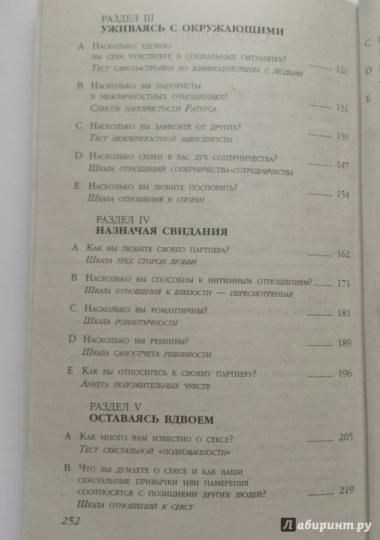 РАЗДЕЛ III
УЖИВАЯСЬ С ОКРУЖАЮЩИМИ
А НАСКОЛЬКО УДОБНО
ВЫ СЕБЯ ЧУВСТВУЕТЕ В СОЦИАЛЬНЫХ СИТУАЦИЯХ?
ТЕСТ САМОНАСТРОЙКИ ВО ВЗАИМОДЕЙСТВИЯХ С ЛЮДЬМИ 121
В НАСКОЛЬКО ВЫ НАПОРИСТЫ
В МЕЖЛИЧНОСТНЫХ ОТНОШЕНИЯХ?
СПИСОК НАПОРИСТОСТИ РАТХУСА 131
С НАСКОЛЬКО ВЫ ЗАВИСИТЕ ОТ ДРУГИХ?
ТЕСТ МЕЖЛИЧНОСТНОЙ ЗАВИСИМОСТИ 139
D НАСКОЛЬКО СИЛЕН В ВАС ДУХ СОПЕРНИЧЕСТВА?
ШКАЛА ОТНОШЕНИЙ СОПЕРНИЧЕСТВА-СОТРУДНИЧЕСТВА 147
Е НАСКОЛЬКО ВЫ ЛЮБИТЕ ПОСПОРИТЬ?
ШКАЛА ОТНОШЕНИЯ К СПОРАМ 154
РАЗДЕЛ IV
НАЗНАЧАЯ СВИДАНИЯ
А КАК ВЫ ЛЮБИТЕ СВОЕГО ПАРТНЕРА?
ШКАЛА ТРЕХ СТОРОН ЛЮБВИ 162
В НАСКОЛЬКО ВЫ СПОСОБНЫ К ИНТИМНЫМ ОТНОШЕНИЯМ? 171
ШКАЛА ОТНОШЕНИЯ К БЛИЗОСТИ — ПЕРЕСМОТРЕННАЯ
С НАСКОЛЬКО ВЫ РОМАНТИЧНЫ? 181
ШКАЛА РОМАНТИЧНОСТИ
D НАСКОЛЬКО ВЫ РЕВНИВЫ? 189
ШКАЛА САМООТЧЕТА РЕВНИВОСТИ
Е КАК ВЫ ОТНОСИТЕСЬ К СВОЕМУ ПАРТНЕРУ? 196
АНКЕТА ПОЛОЖИТЕЛЬНЫХ ЧУВСТВ
РАЗДЕЛ V
ОСТАВАЯСЬ ВДВОЕМ
А КАК МНОГО ВАМ ИЗВЕСТНО О СЕКСЕ? 205
ТЕСТ СЕКСУАЛЬНОЙ «ПОДКОВАННОСТИ»
В ЧТО ВЫ ДУМАЕТЕ О СЕКСЕ И КАК ВАШИ
СЕКСУАЛЬНЫЕ ПРИВЫЧКИ ИЛИ НАМЕРЕНИЯ
СООТНОСЯТСЯ С ПОЗИЦИЯМИ ДРУГИХ ЛЮДЕЙ? 219
ШКАЛА ОТНОШЕНИЙ К СЕКСУ
252
Лабиринт.ру